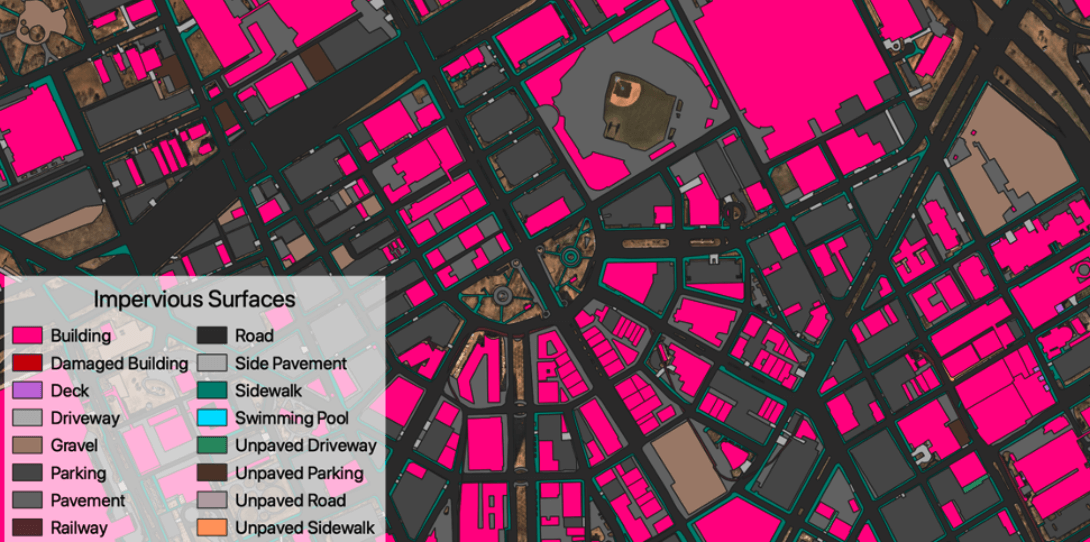 Impervious Surfaces
Building
Damaged Building
Deck
Driveway
Gravel
Parking
Pavement
Railway
Road
Side Pavement
Sidewalk
Swimming Pool
Unpaved Driveway
Unpaved Parking
Unpaved Road
Unpaved Sidewalk